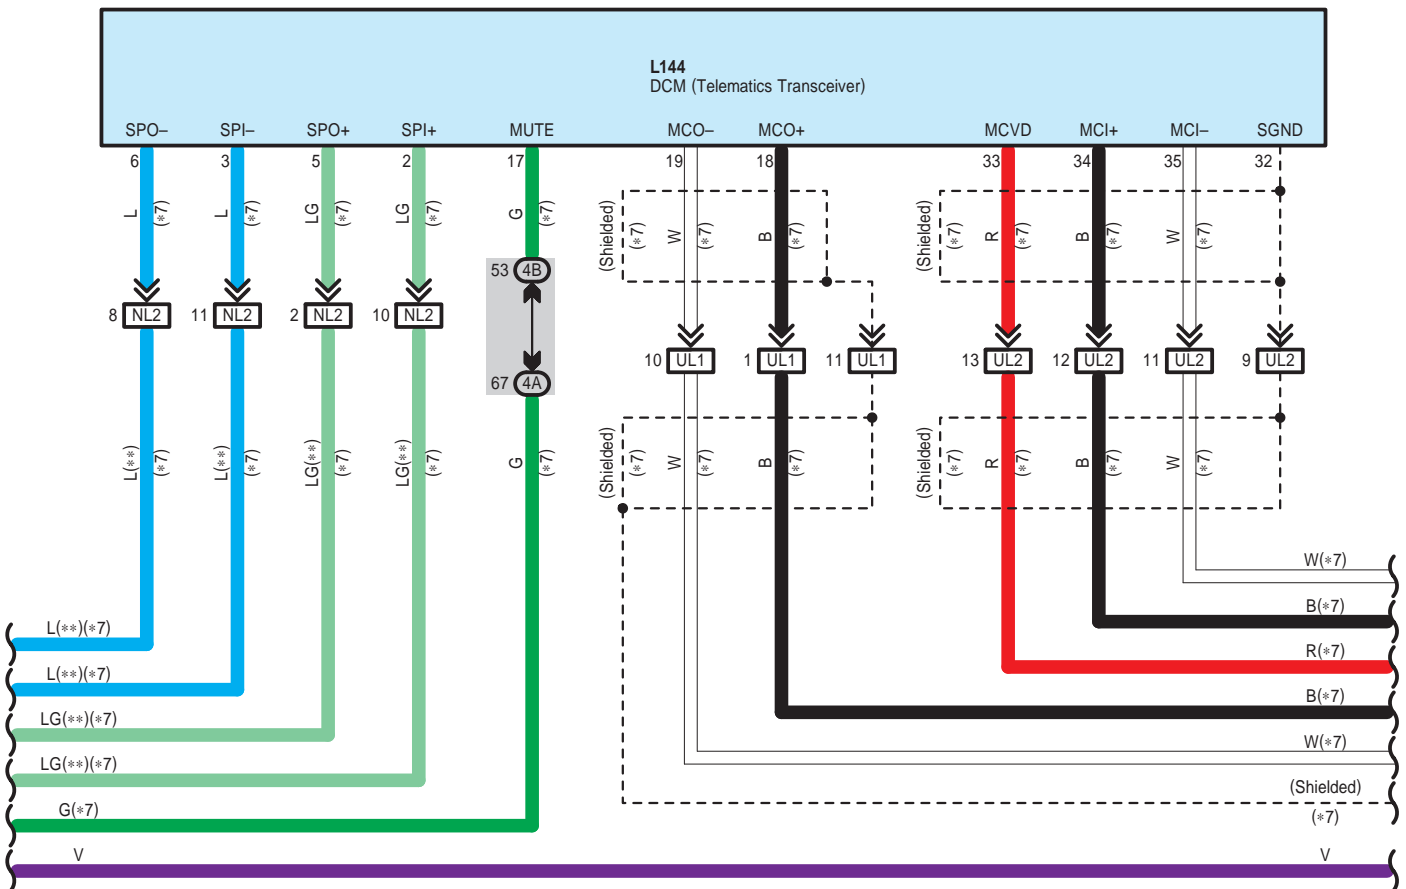 L144
DCM (Telematics Transceiver)
SPO– SPI– SPO+ SPI+ MUTE MCO– MCO+ MCVD MCI+ MCI– SGND
6 3 5 2 17 19 18 33 34 35 32
L (*7) L (*7) LG (*7) LG (*7) G (*7) (Shielded) (*7) W (*7) B (*7) (Shielded) (*7) R (*7) B (*7) W (*7)
53 4B
8 NL2 11 NL2 2 NL2 10 NL2
10 UL1 1 UL1 11 UL1 13 UL2 12 UL2 11 UL2 9 UL2
67 4A
L(**) (*7) L(**) (*7) LG(**) (*7) LG(**) (*7) G (*7) (Shielded) (*7) W (*7) B (*7) (Shielded) (*7) R (*7) B (*7) W (*7)
W(*7)
B(*7)
L(**)(*7)
R(*7)
L(**)(*7)
B(*7)
LG(**)(*7)
W(*7)
LG(**)(*7)
(Shielded)
G(*7)
(*7)
V V